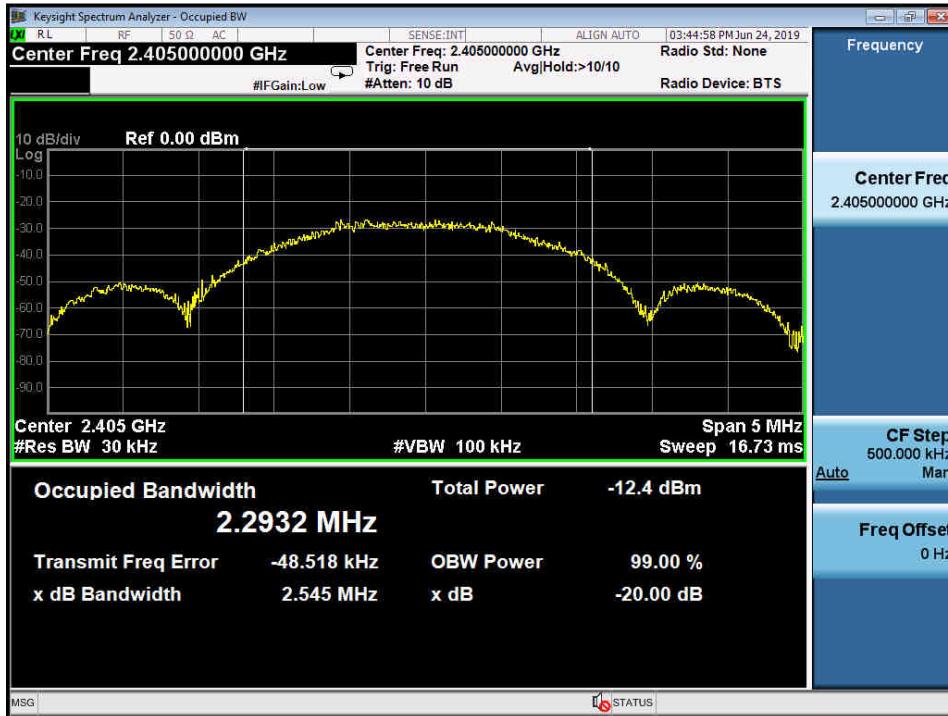 Keysight Spectrum Analyzer - Occupied BW
LXI RL RF 50 Ω AC SENSE:INT ALIGN AUTO 03:44:58 PM Jun 24, 2019
Center Freq 2.405000000 GHz
Center Freq: 2.405000000 GHz
Radio Std: None
Trig: Free Run
Avg|Hold:>10/10
#IFGain:Low
#Atten: 10 dB
Radio Device: BTS
10 dB/div
Ref 0.00 dBm
Log
-10.0
-20.0
-30.0
-40.0
-50.0
-60.0
-70.0
-80.0
-90.0
Center 2.405 GHz
Span 5 MHz
#Res BW 30 kHz
#VBW 100 kHz
Sweep 16.73 ms
Occupied Bandwidth
2.2932 MHz
Total Power -12.4 dBm
Transmit Freq Error -48.518 kHz
OBW Power 99.00 %
x dB Bandwidth 2.545 MHz
x dB -20.00 dB
MSG
STATUS
Frequency
Center Freq
2.405000000 GHz
CF Step
500.000 kHz
Auto Man
Freq Offset
0 Hz